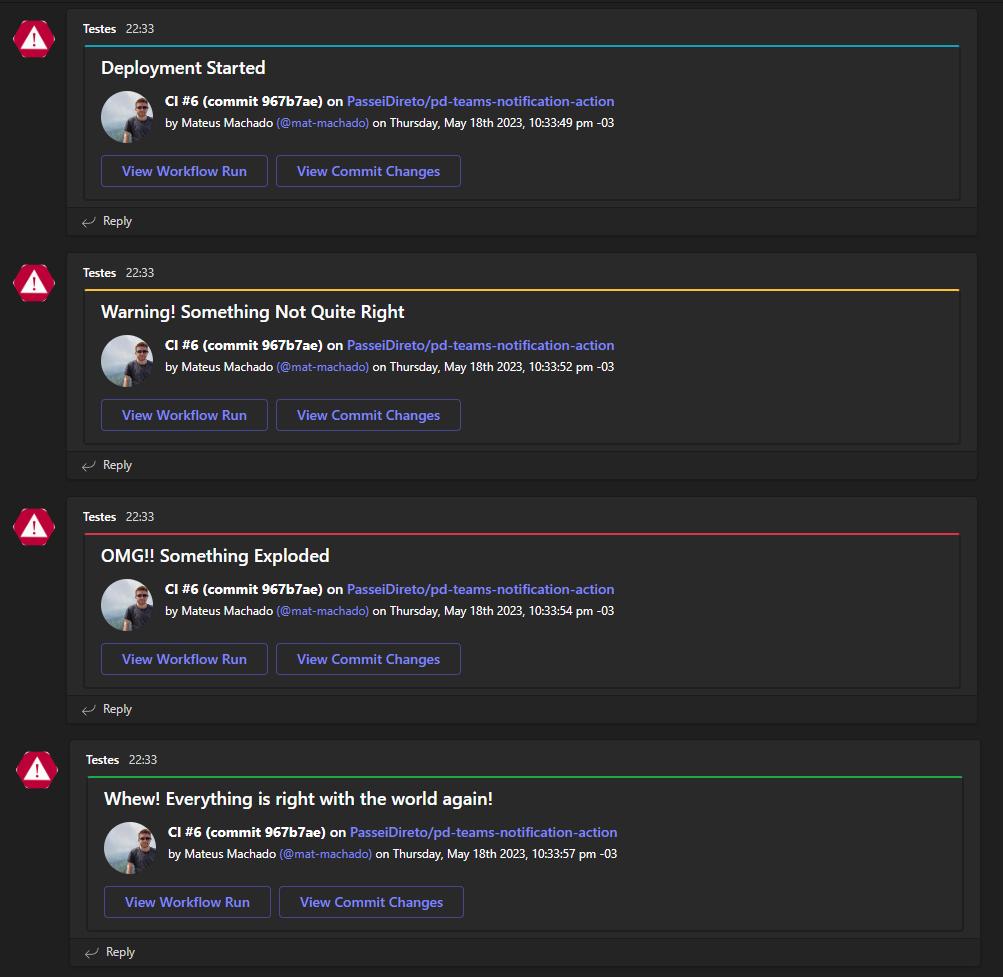 Testes 22:33
Deployment Started
CI #6 (commit 967b7ae) on PasseiDireto/pd-teams-notification-action
by Mateus Machado (@mat-machado) on Thursday, May 18th 2023, 10:33:49 pm -03
View Workflow Run View Commit Changes
Reply
Testes 22:33
Warning! Something Not Quite Right
CI #6 (commit 967b7ae) on PasseiDireto/pd-teams-notification-action
by Mateus Machado (@mat-machado) on Thursday, May 18th 2023, 10:33:52 pm -03
View Workflow Run View Commit Changes
Reply
Testes 22:33
OMG!! Something Exploded
CI #6 (commit 967b7ae) on PasseiDireto/pd-teams-notification-action
by Mateus Machado (@mat-machado) on Thursday, May 18th 2023, 10:33:54 pm -03
View Workflow Run View Commit Changes
Reply
Testes 22:33
Whew! Everything is right with the world again!
CI #6 (commit 967b7ae) on PasseiDireto/pd-teams-notification-action
by Mateus Machado (@mat-machado) on Thursday, May 18th 2023, 10:33:57 pm -03
View Workflow Run View Commit Changes
Reply